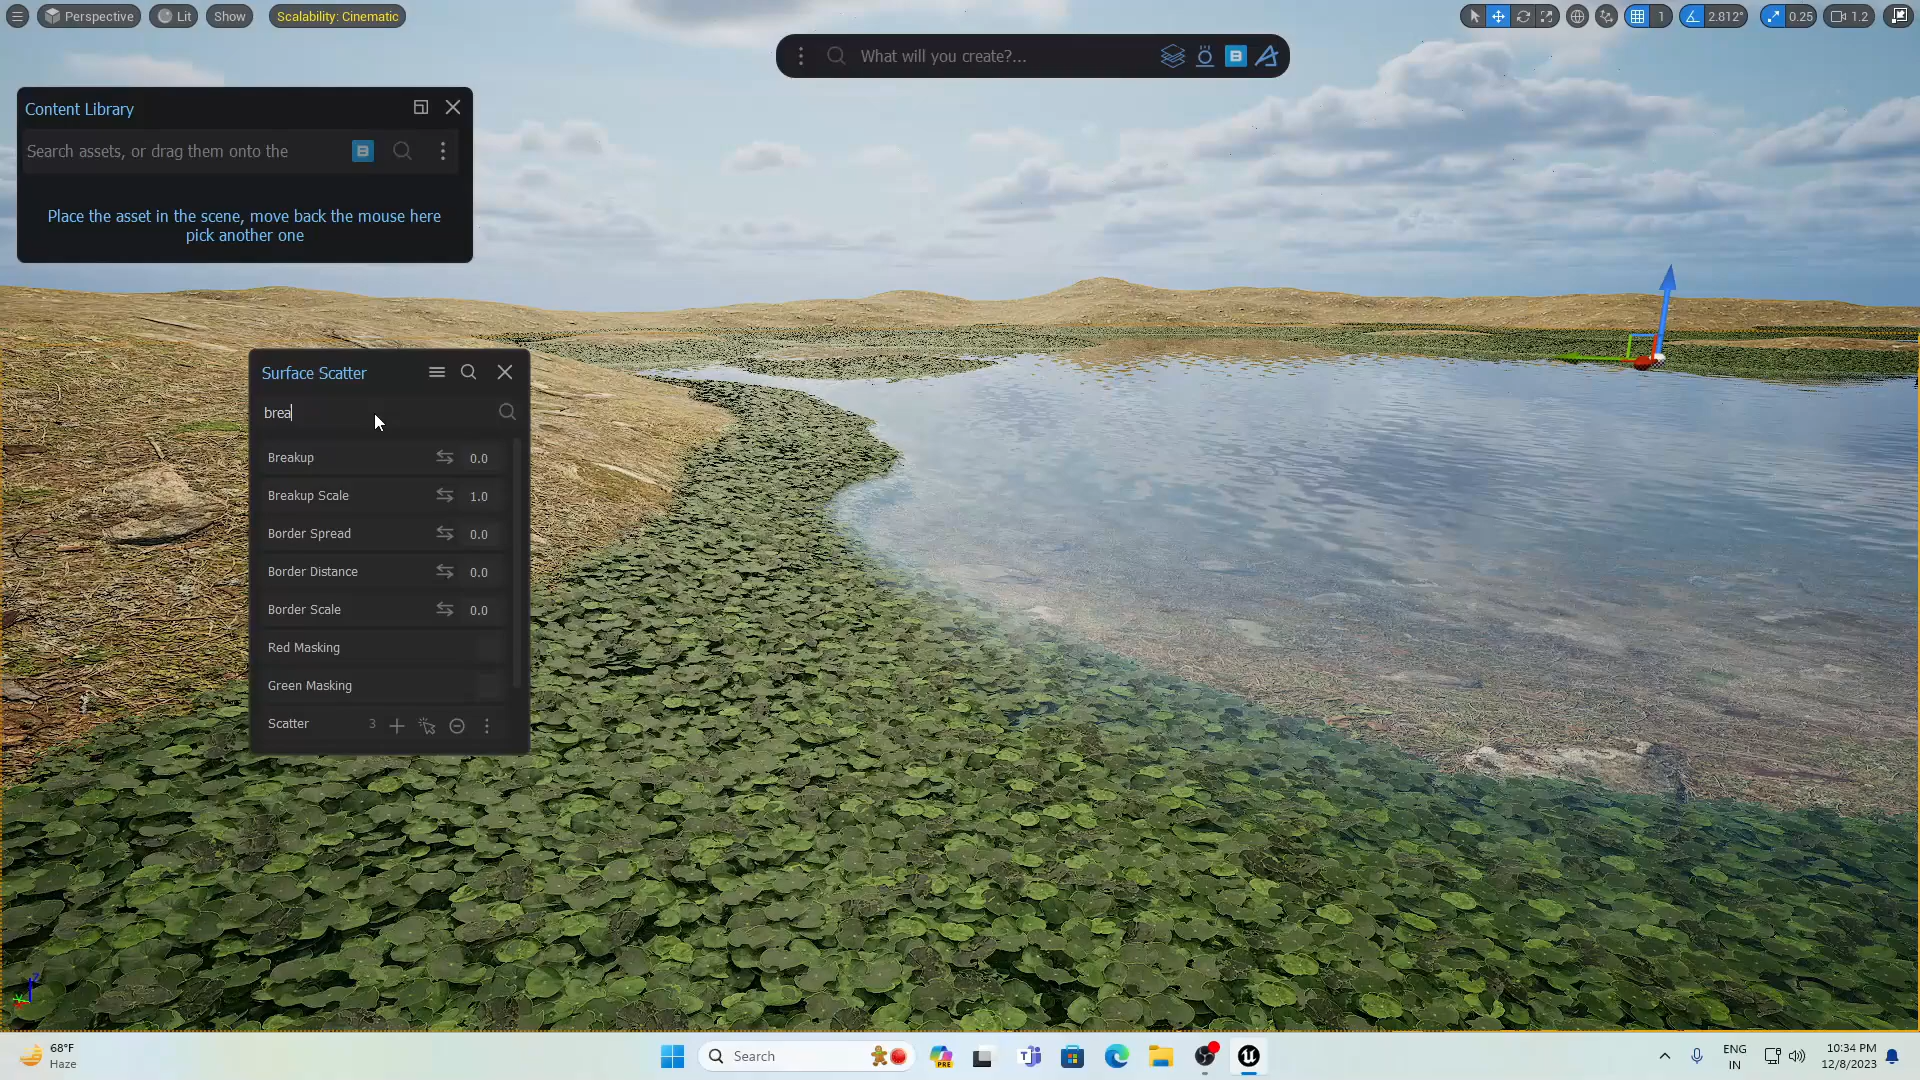 Perspective Lit Show Scalability: Cinematic
1 2.812° 0.25 1.2
What will you create?...
Content Library
Search assets, or drag them onto the
Place the asset in the scene, move back the mouse here
pick another one
Surface Scatter
brea
Breakup 0.0
Breakup Scale 1.0
Border Spread 0.0
Border Distance 0.0
Border Scale 0.0
Red Masking
Green Masking
Scatter 3
Z
68°F
Haze
Search
PRE
ENG
IN
10:34 PM
12/8/2023